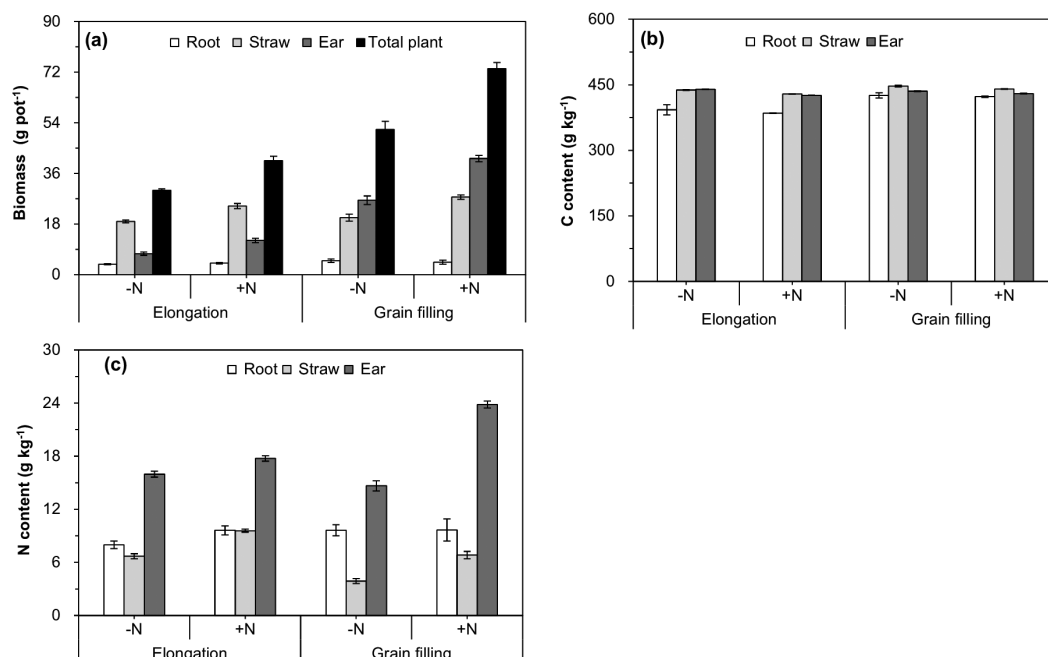 (a)
Root Straw Ear Total plant
Biomass (g pot⁻¹)
90
72
54
36
18
0
-N +N -N +N
Elongation Grain filling
(b)
Root Straw Ear
C content (g kg⁻¹)
600
450
300
150
0
-N +N -N +N
Elongation Grain filling
(c)
Root Straw Ear
N content (g kg⁻¹)
30
24
18
12
6
0
-N +N -N +N
Elongation Grain filling